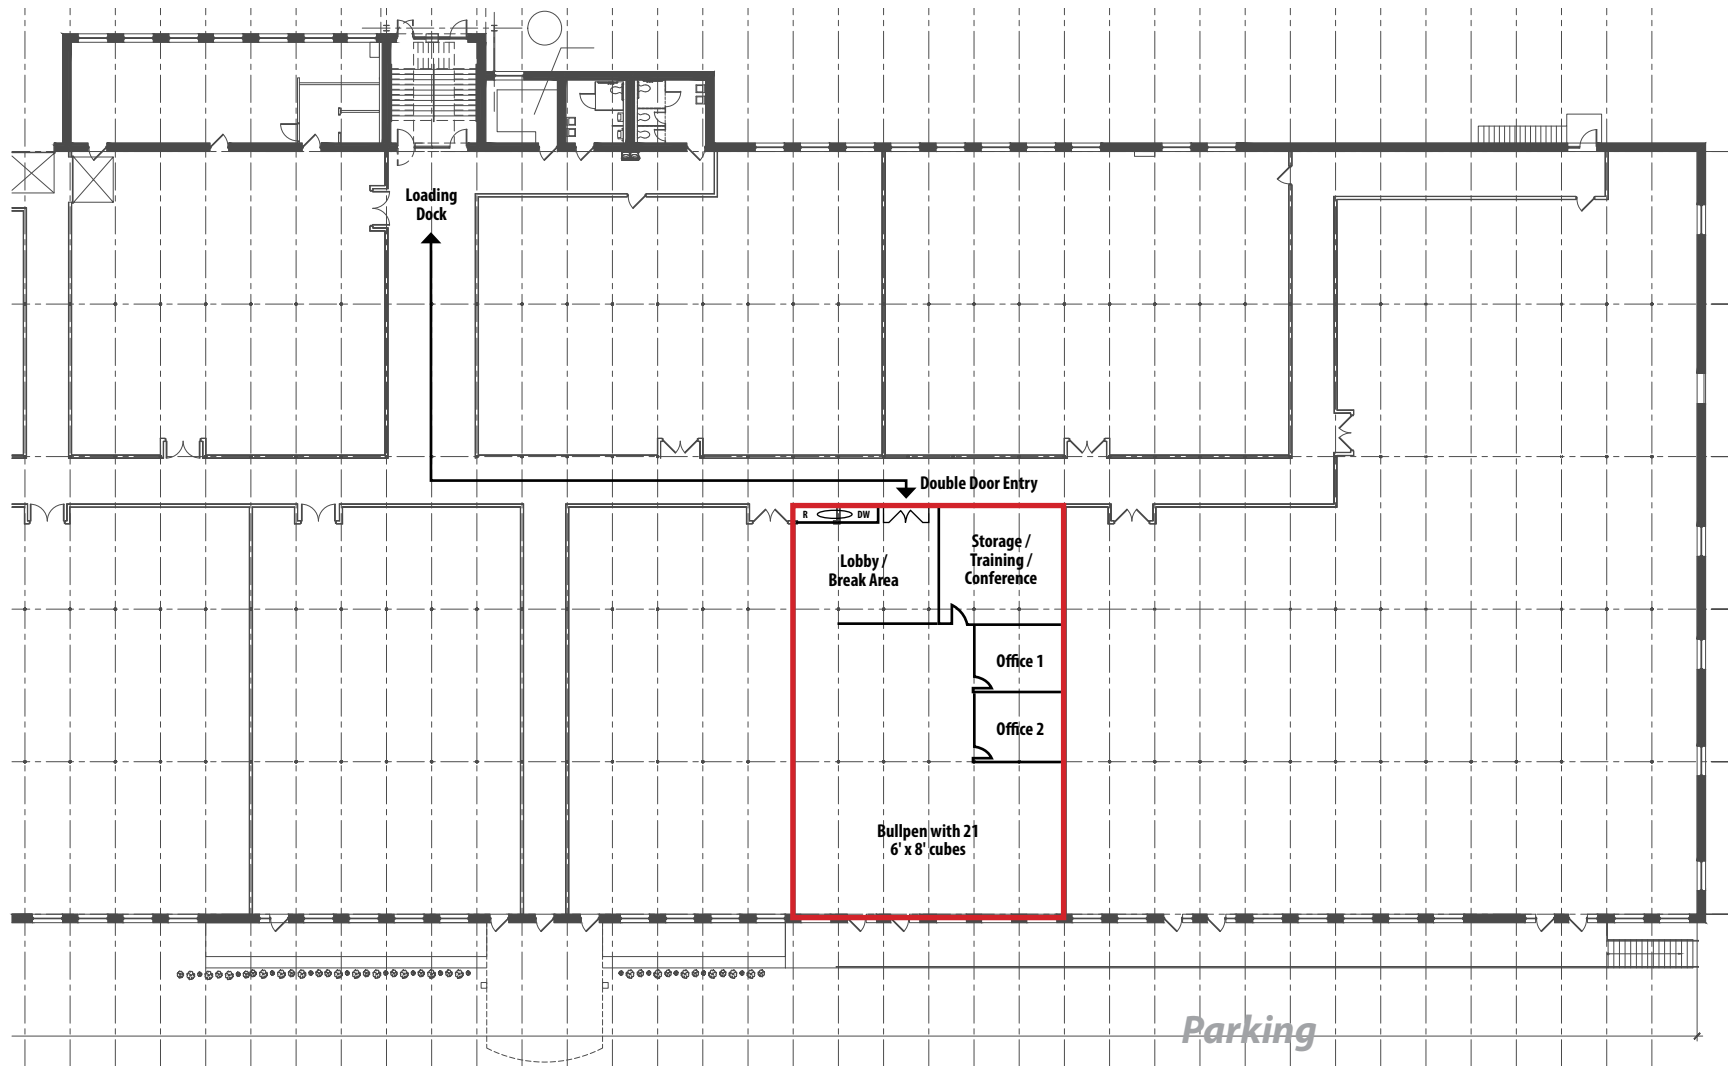 Loading
Dock
Double Door Entry
R
DW
Storage /
Training /
Conference
Lobby /
Break Area
Office 1
Office 2
Bullpen with 21
6' x 8' cubes
Parking